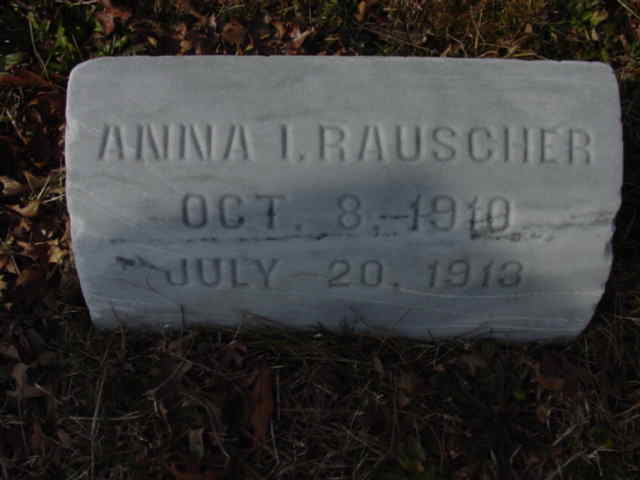 ANNA I. RAUSCHER
OCT. 8, 1910
JULY 20, 1913